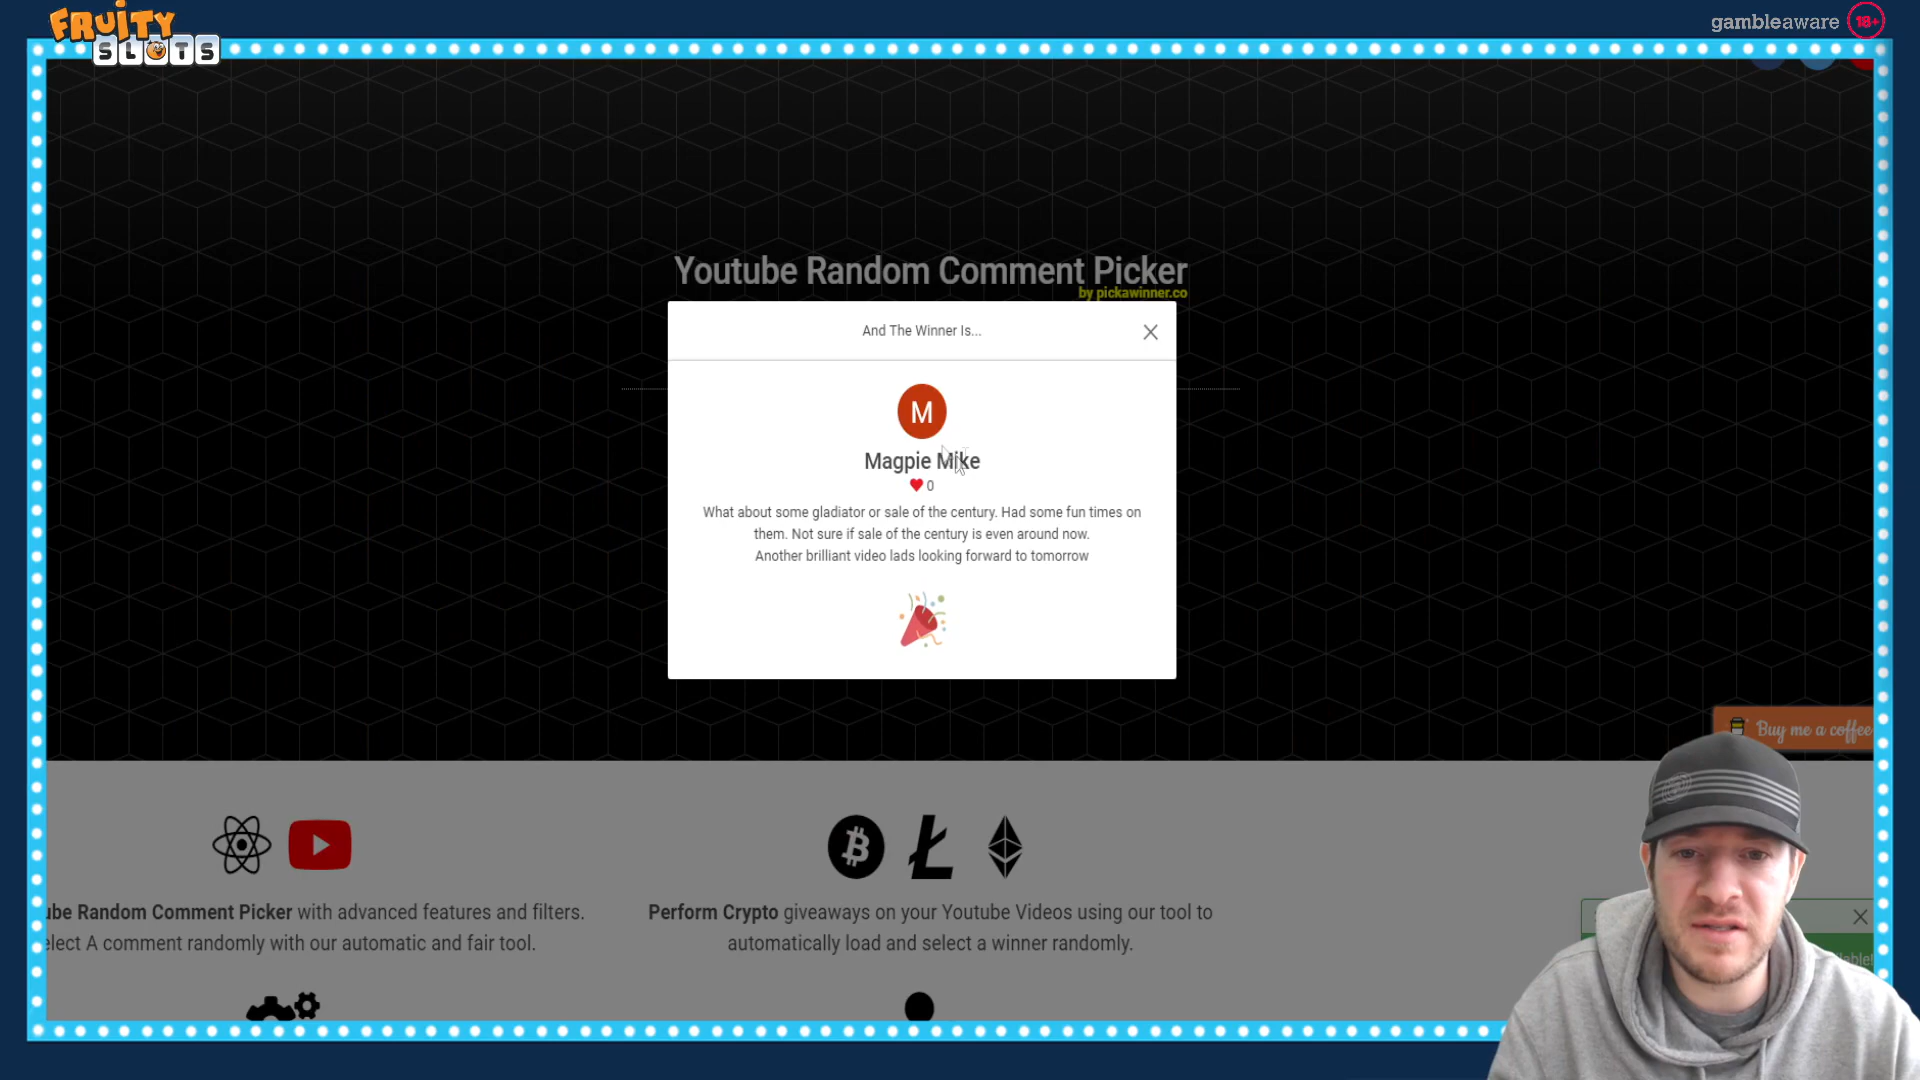 FRUITY
SLOTS
gambleaware 18+
Youtube Random Comment Picker
by pickawinner.co
And The Winner Is...
M
Magpie Mike
0
What about some gladiator or sale of the century. Had some fun times on
them. Not sure if sale of the century is even around now.
Another brilliant video lads looking forward to tomorrow
Buy me a coffee
ube Random Comment Picker with advanced features and filters.
elect A comment randomly with our automatic and fair tool.
Perform Crypto giveaways on your Youtube Videos using our tool to
automatically load and select a winner randomly.
lable!